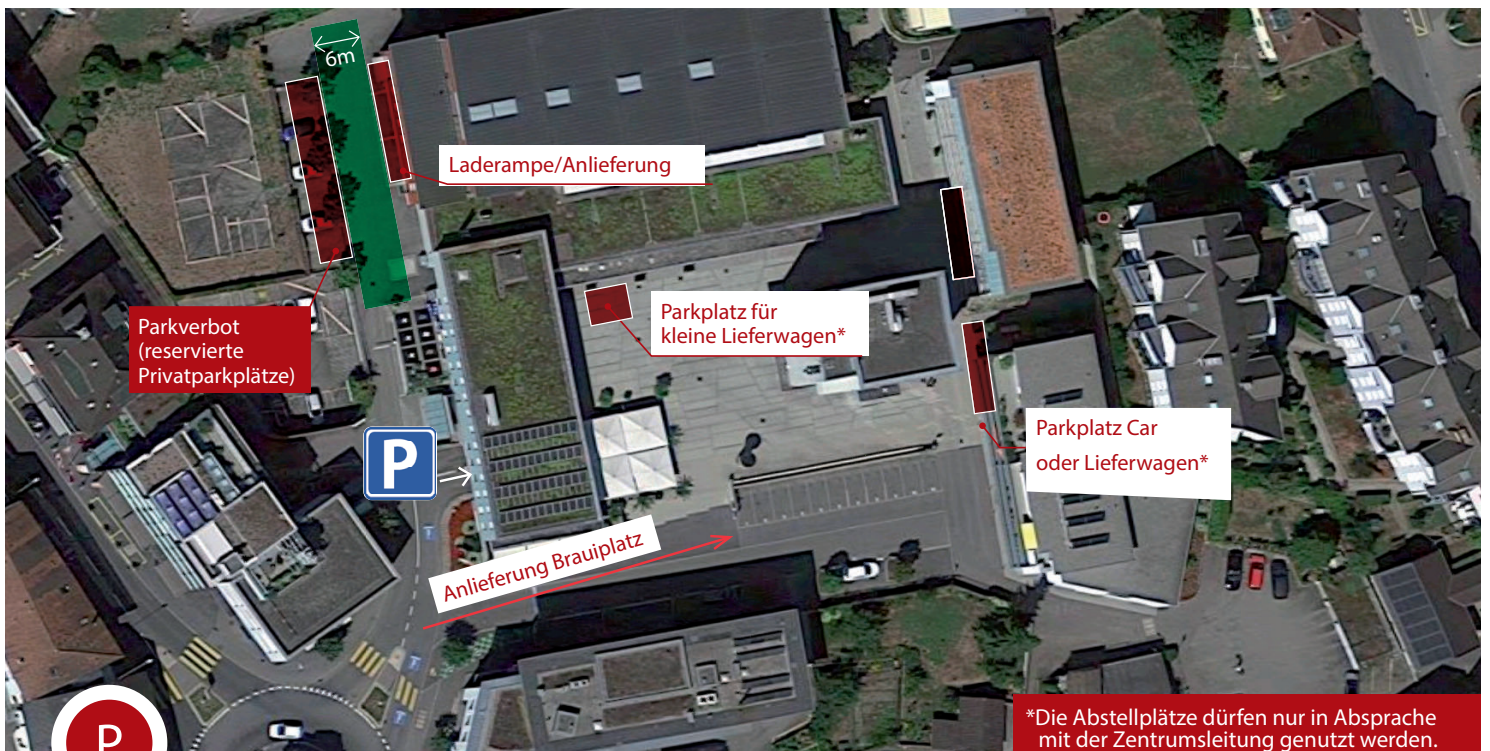 6m
Laderampe/Anlieferung
Parkplatz für
kleine Lieferwagen*
Parkverbot
(reservierte
Privatparkplätze)
Parkplatz Car
oder Lieferwagen*
P
Anlieferung Brauiplatz
P
*Die Abstellplätze dürfen nur in Absprache
mit der Zentrumsleitung genutzt werden.